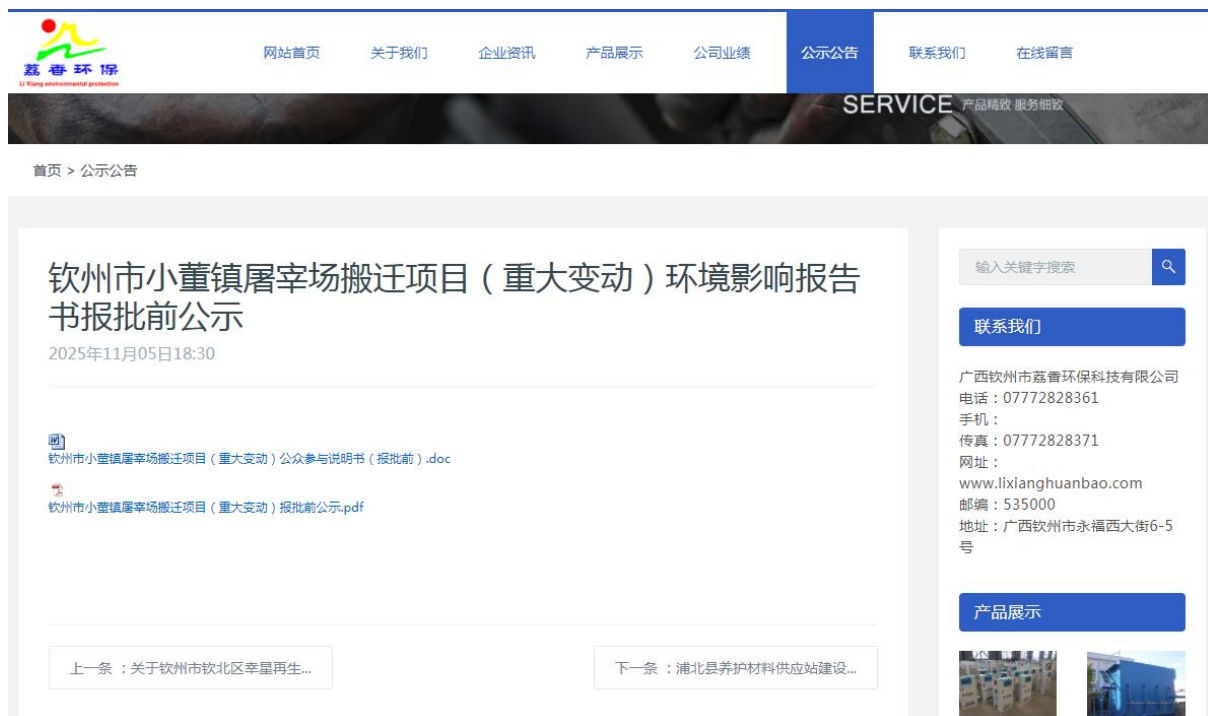 荔香环保
Li Xiang environmental protection
网站首页
关于我们
企业资讯
产品展示
公司业绩
公示公告
联系我们
在线留言
SERVICE 产品精致 服务细致
首页 > 公示公告
钦州市小董镇屠宰场搬迁项目（重大变动）环境影响报告
书报批前公示
2025年11月05日18:30
钦州市小董镇屠宰场搬迁项目（重大变动）公众参与说明书（报批前）.doc
钦州市小董镇屠宰场搬迁项目（重大变动）报批前公示.pdf
上一条 ：关于钦州市钦北区幸星再生...
下一条 ：浦北县养护材料供应站建设...
输入关键字搜索
联系我们
广西钦州市荔香环保科技有限公司
电话：07772828361
手机：
传真：07772828371
网址：
www.lixianghuanbao.com
邮编：535000
地址：广西钦州市永福西大街6-5
号
产品展示